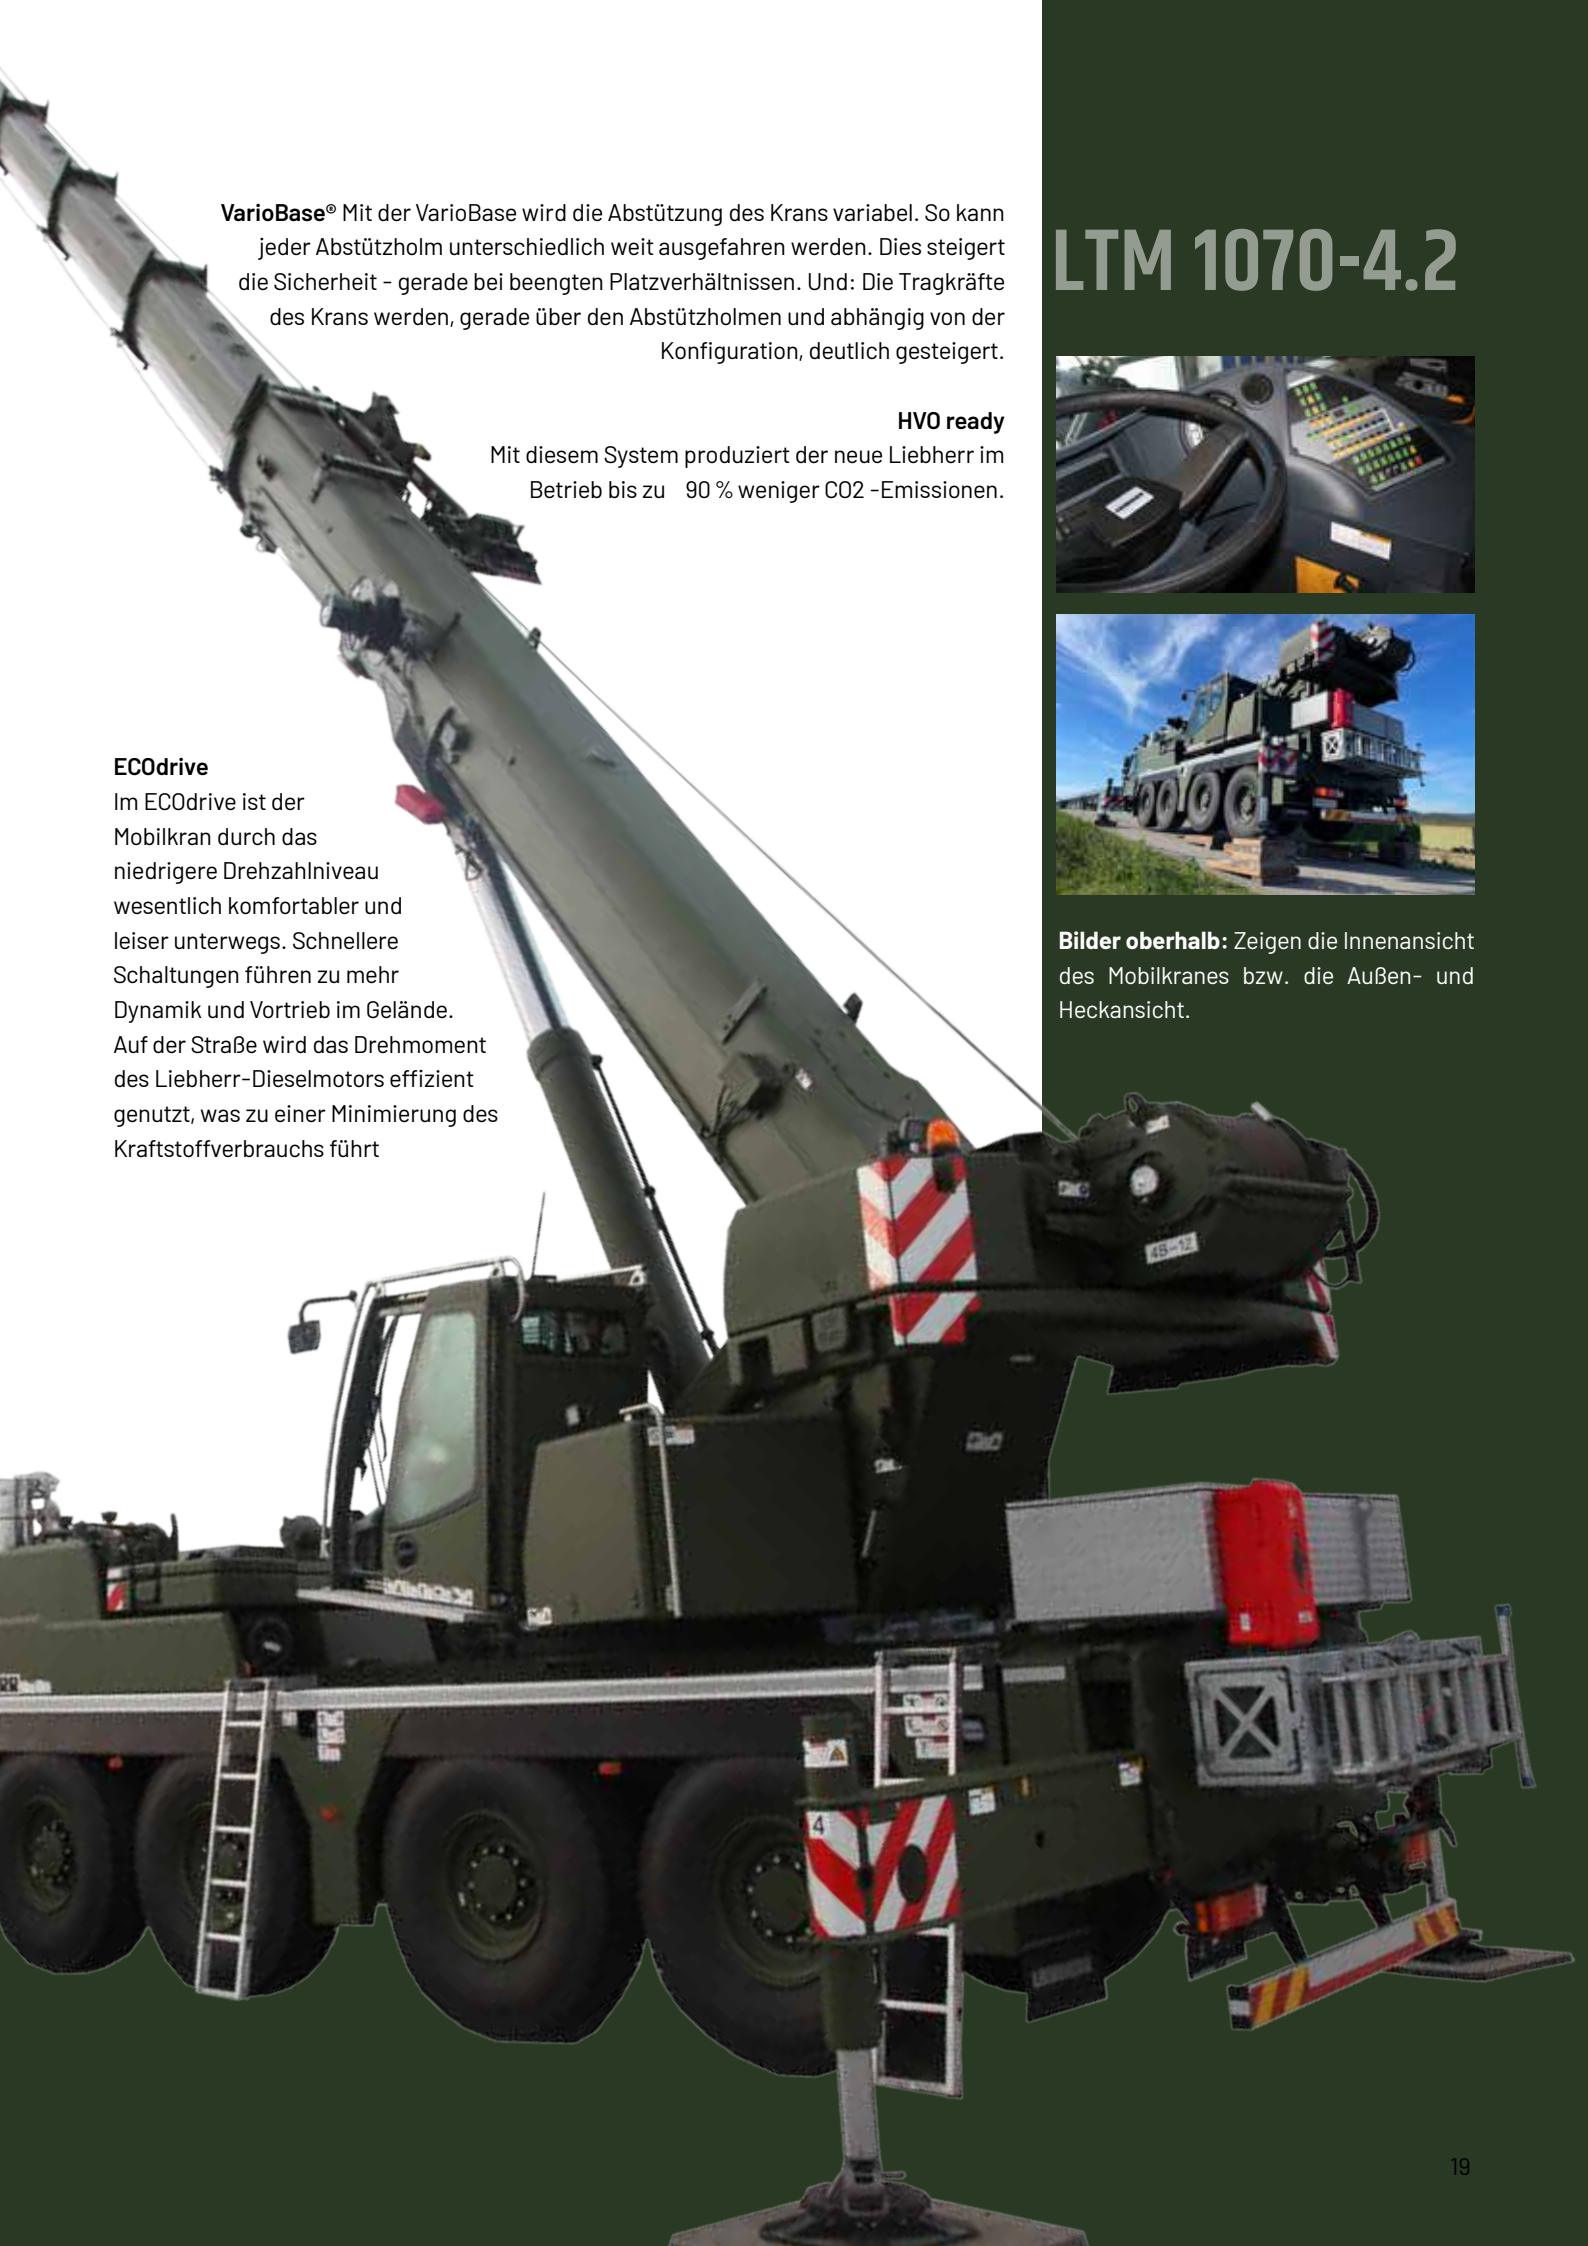 VarioBase® Mit der VarioBase wird die Abstützung des Krans variabel. So kann
jeder Abstützholm unterschiedlich weit ausgefahren werden. Dies steigert
die Sicherheit - gerade bei beengten Platzverhältnissen. Und: Die Tragkräfte
des Krans werden, gerade über den Abstützholmen und abhängig von der
Konfiguration, deutlich gesteigert.
HVO ready
Mit diesem System produziert der neue Liebherr im
Betrieb bis zu 90 % weniger CO2 -Emissionen.
ECOdrive
Im ECOdrive ist der
Mobilkran durch das
niedrigere Drehzahlniveau
wesentlich komfortabler und
leiser unterwegs. Schnellere
Schaltungen führen zu mehr
Dynamik und Vortrieb im Gelände.
Auf der Straße wird das Drehmoment
des Liebherr-Dieselmotors effizient
genutzt, was zu einer Minimierung des
Kraftstoffverbrauchs führt
LTM 1070-4.2
Bilder oberhalb: Zeigen die Innenansicht
des Mobilkranes bzw. die Außen- und
Heckansicht.
4B-12
4
19